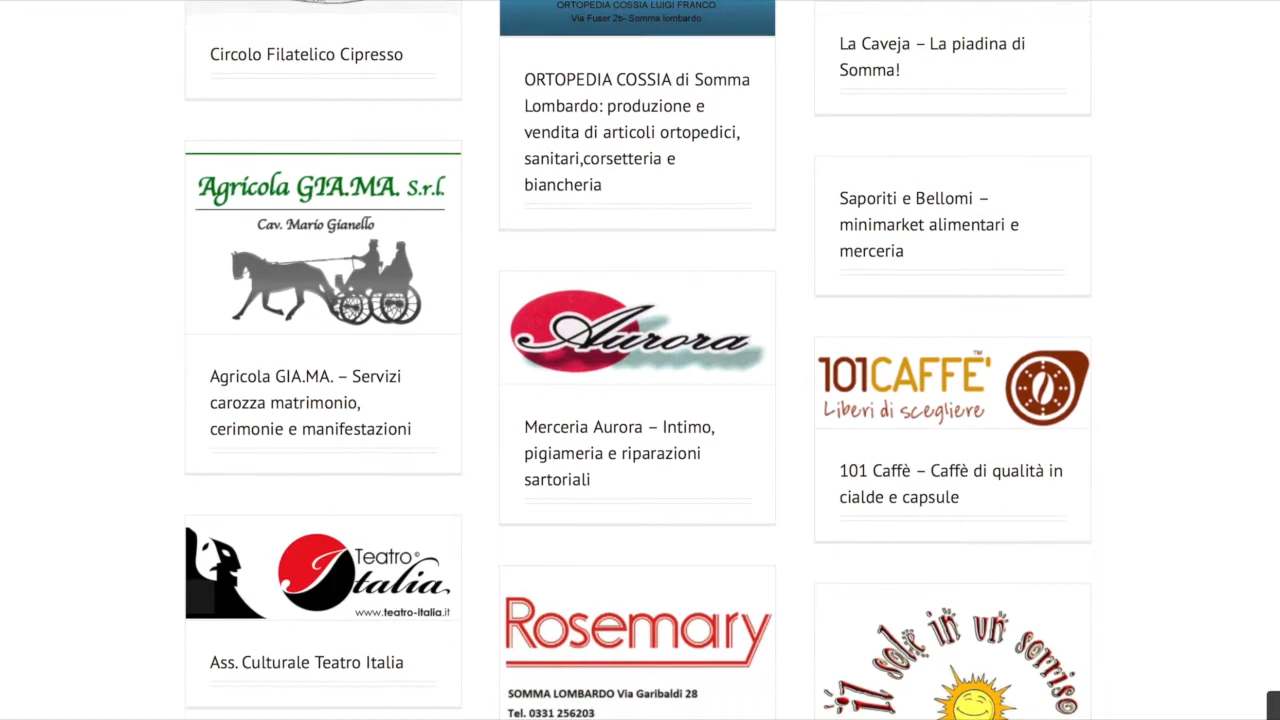 Circolo Filatelico Cipresso
Agricola GIA.MA. S.r.l.
Cav. Mario Gianello
Agricola GIA.MA. – Servizi
carozza matrimonio,
cerimonie e manifestazioni
Teatro
Italia
www.teatro-italia.it
Ass. Culturale Teatro Italia
ORTOPEDIA COSSIA LUIGI FRANCO
Via Fuser 2b- Somma lombardo
ORTOPEDIA COSSIA di Somma
Lombardo: produzione e
vendita di articoli ortopedici,
sanitari,corsetteria e
biancheria
Aurora
Merceria Aurora – Intimo,
pigiameria e riparazioni
sartoriali
Rosemary
SOMMA LOMBARDO Via Garibaldi 28
Tel. 0331 256203
La Caveja – La piadina di
Somma!
Saporiti e Bellomi –
minimarket alimentari e
merceria
101CAFFE' ™
Liberi di scegliere
101 Caffè – Caffè di qualità in
cialde e capsule
il sole in un sorriso